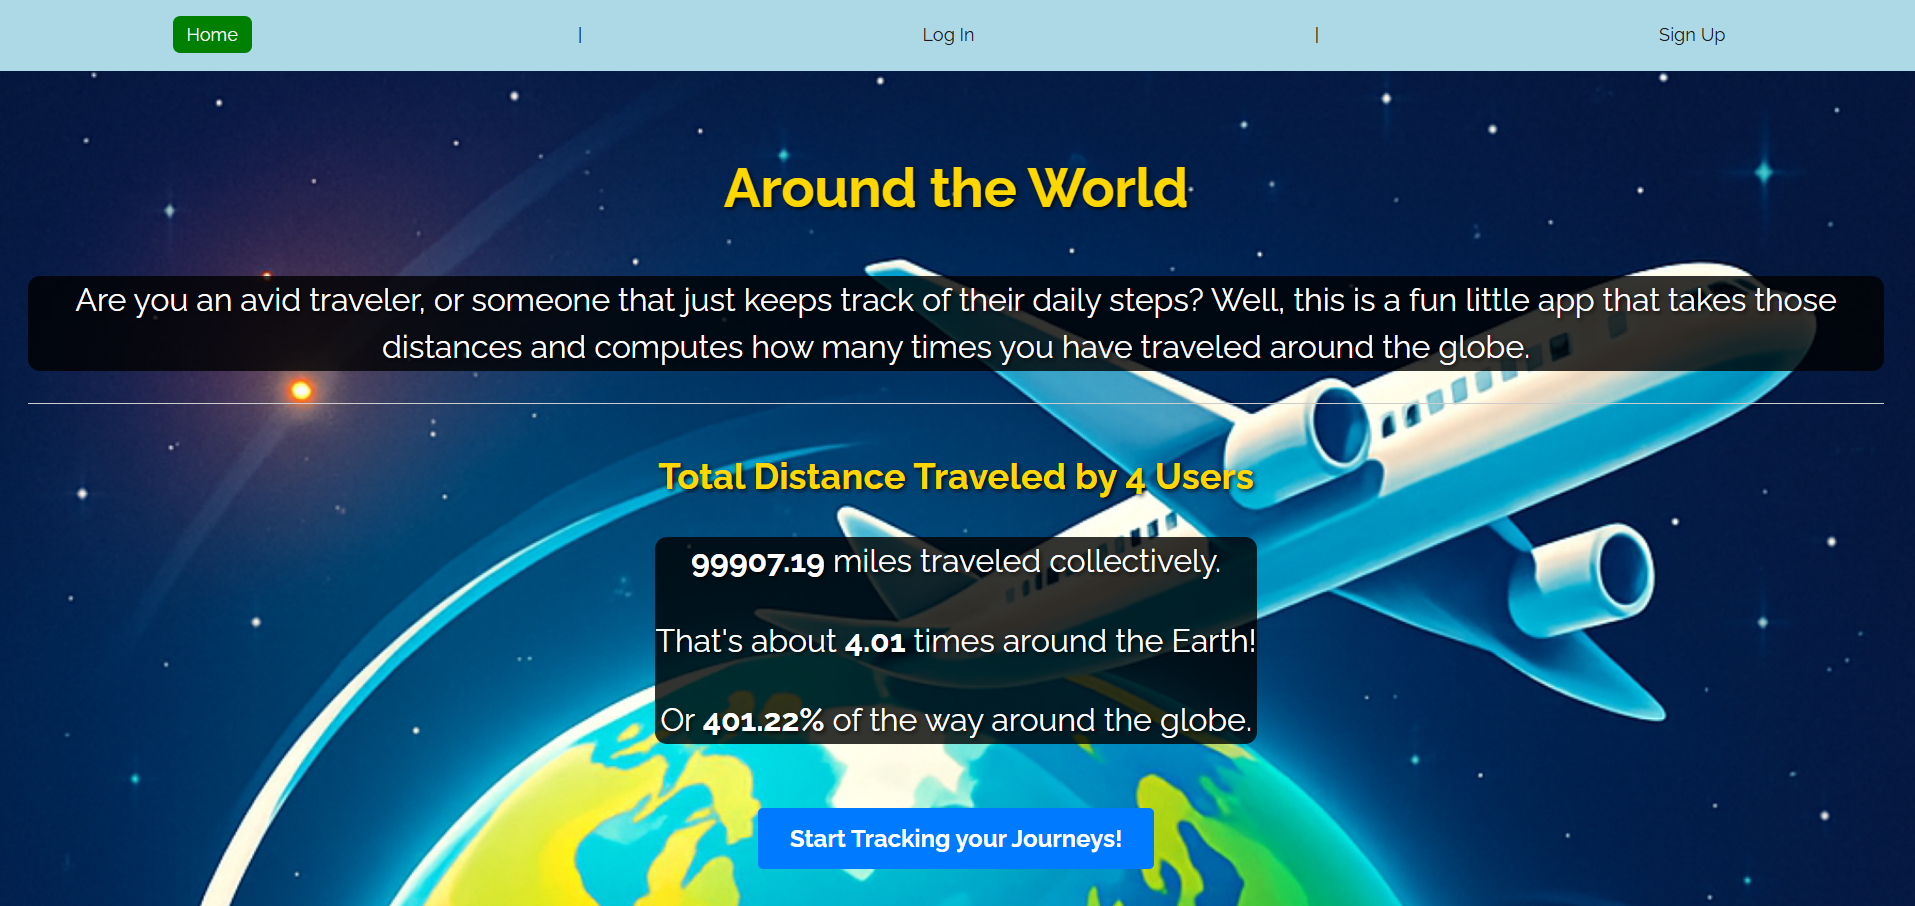 Home | Log In | Sign Up
Around the World
Are you an avid traveler, or someone that just keeps track of their daily steps? Well, this is a fun little app that takes those
distances and computes how many times you have traveled around the globe.
Total Distance Traveled by 4 Users
99907.19 miles traveled collectively.
That's about 4.01 times around the Earth!
Or 401.22% of the way around the globe.
Start Tracking your Journeys!